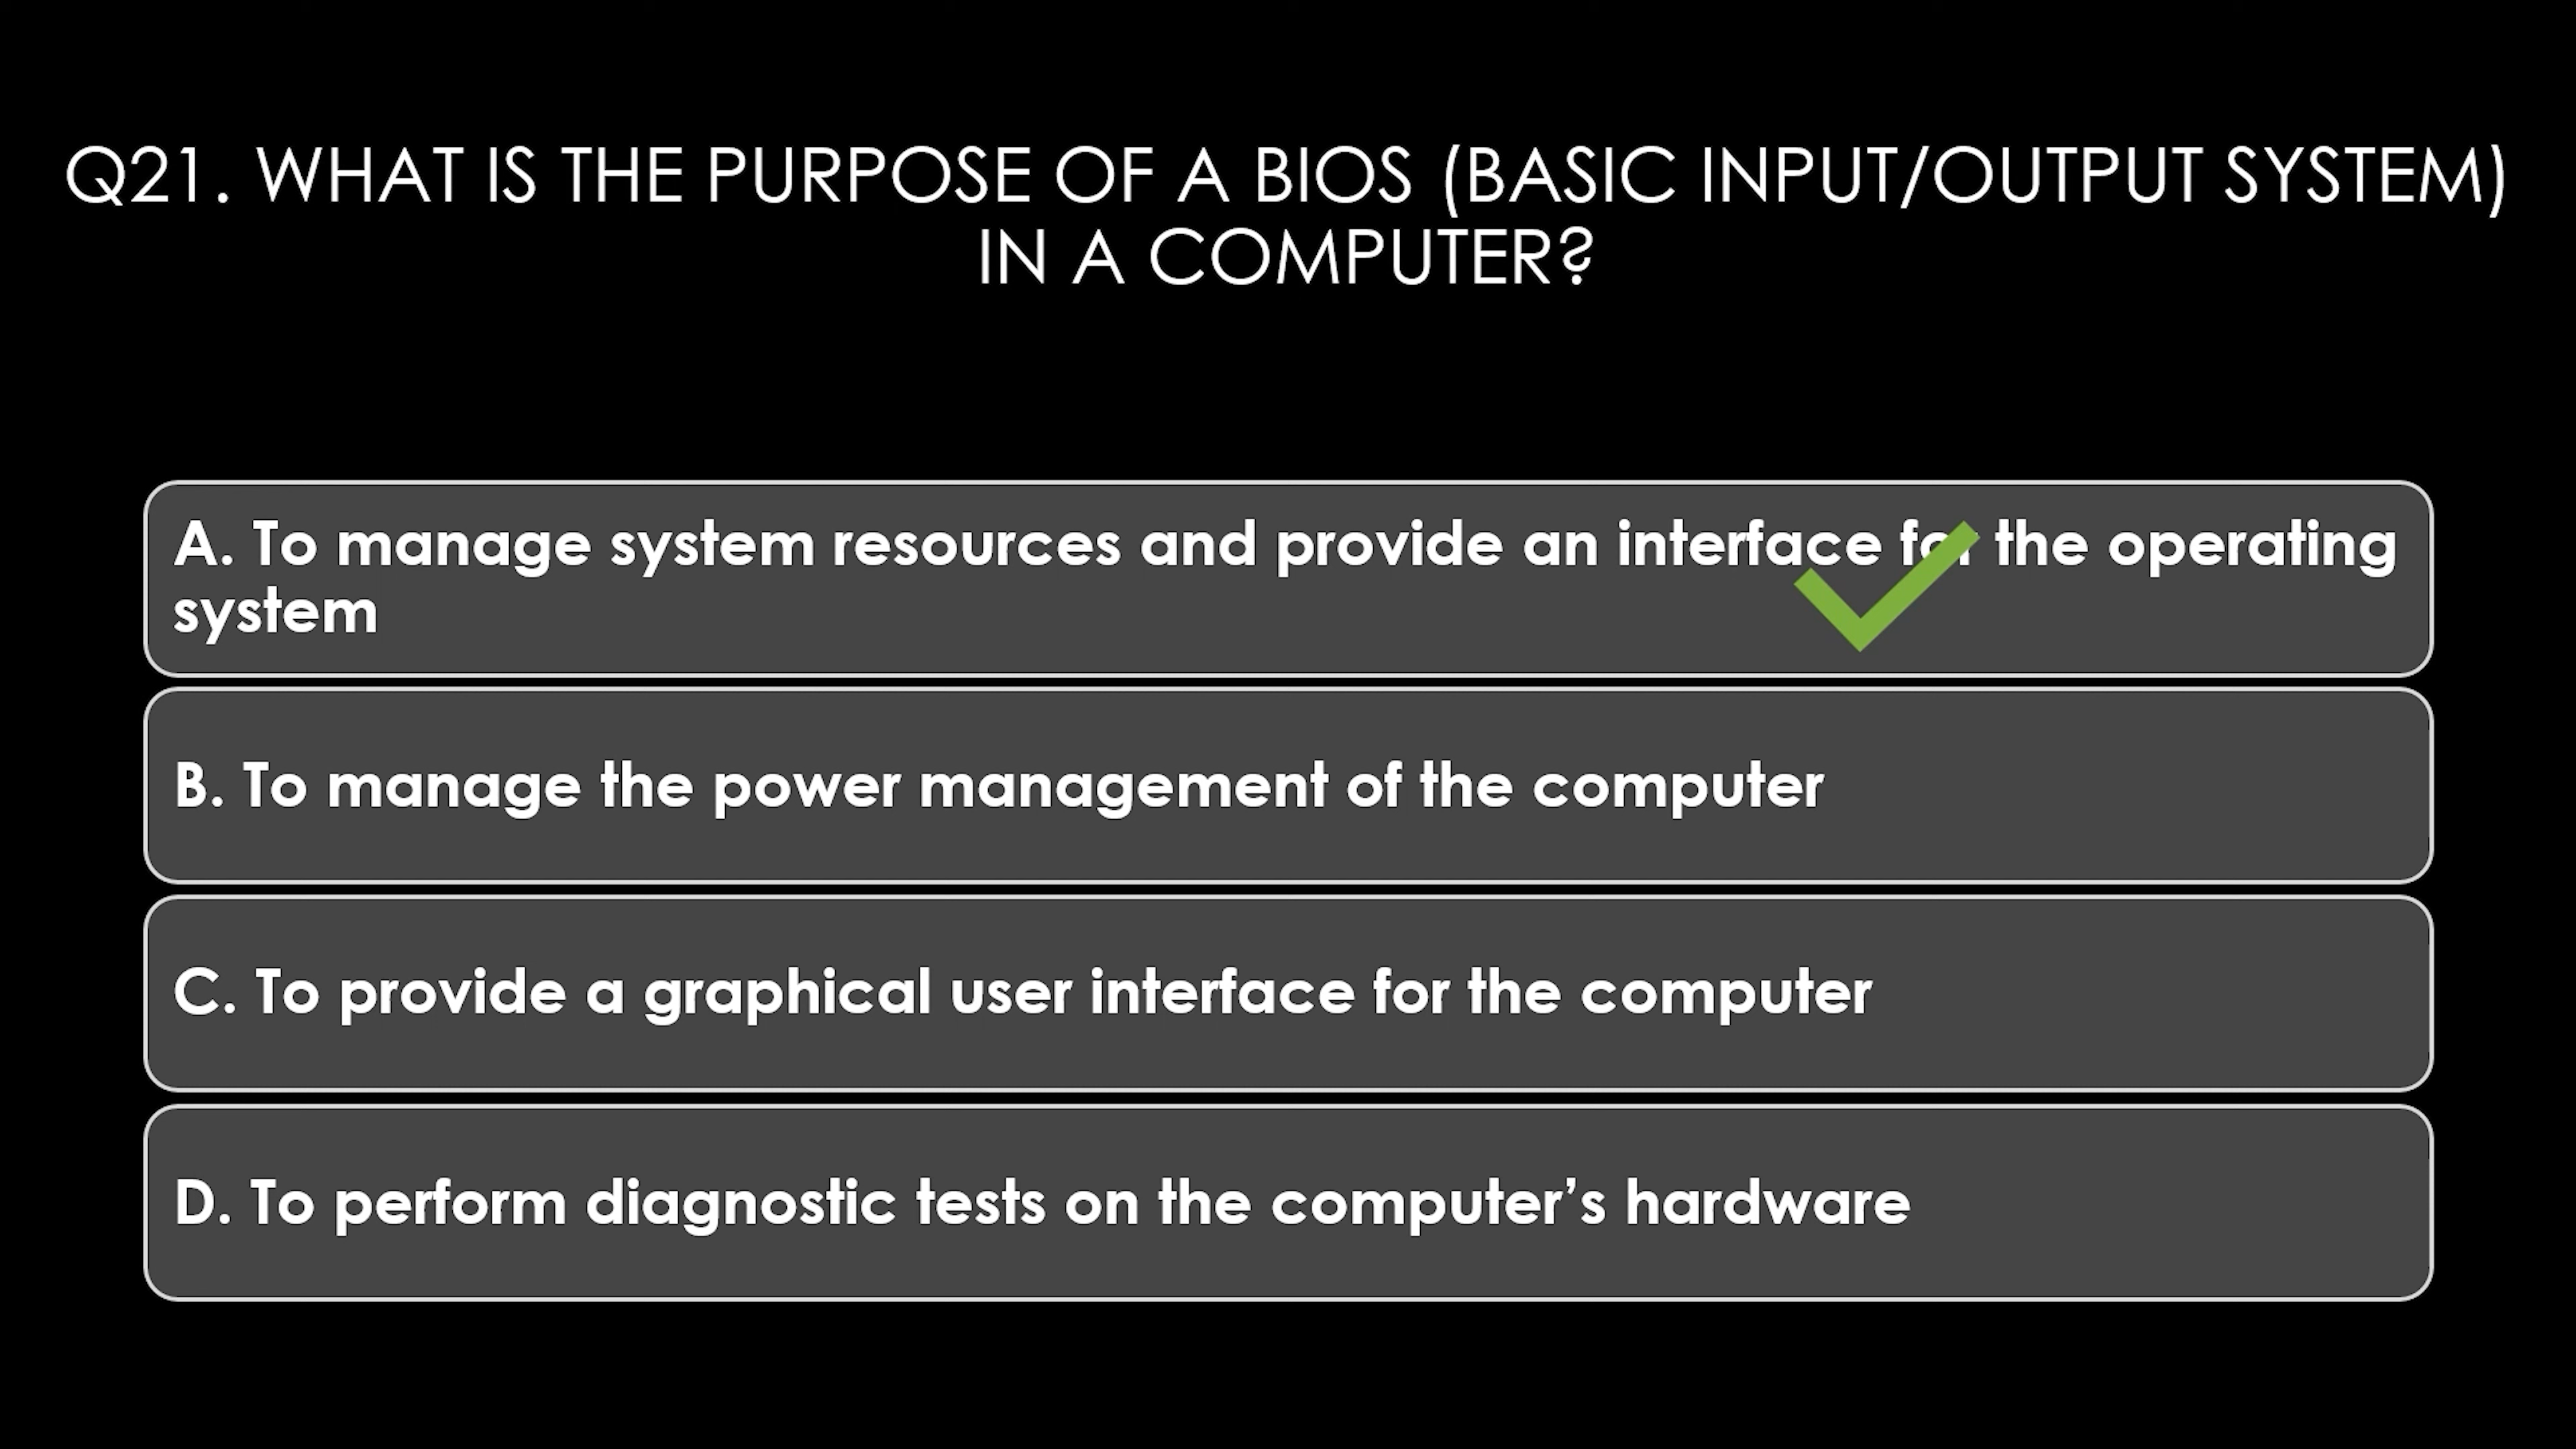 Q21. WHAT IS THE PURPOSE OF A BIOS (BASIC INPUT/OUTPUT SYSTEM)
IN A COMPUTER?
A. To manage system resources and provide an interface for the operating
system
B. To manage the power management of the computer
C. To provide a graphical user interface for the computer
D. To perform diagnostic tests on the computer’s hardware